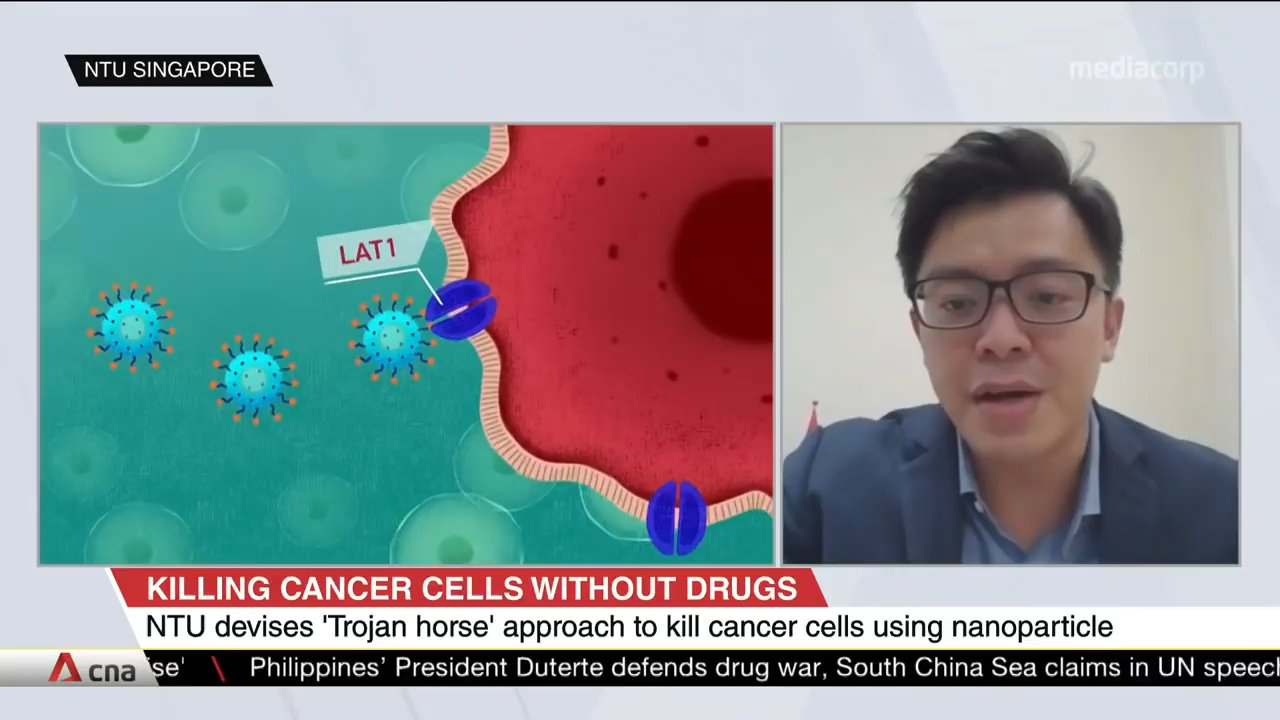 NTU SINGAPORE
mediacorp
LAT1
KILLING CANCER CELLS WITHOUT DRUGS
NTU devises 'Trojan horse' approach to kill cancer cells using nanoparticle
cna
se' \ Philippines' President Duterte defends drug war, South China Sea claims in UN speech